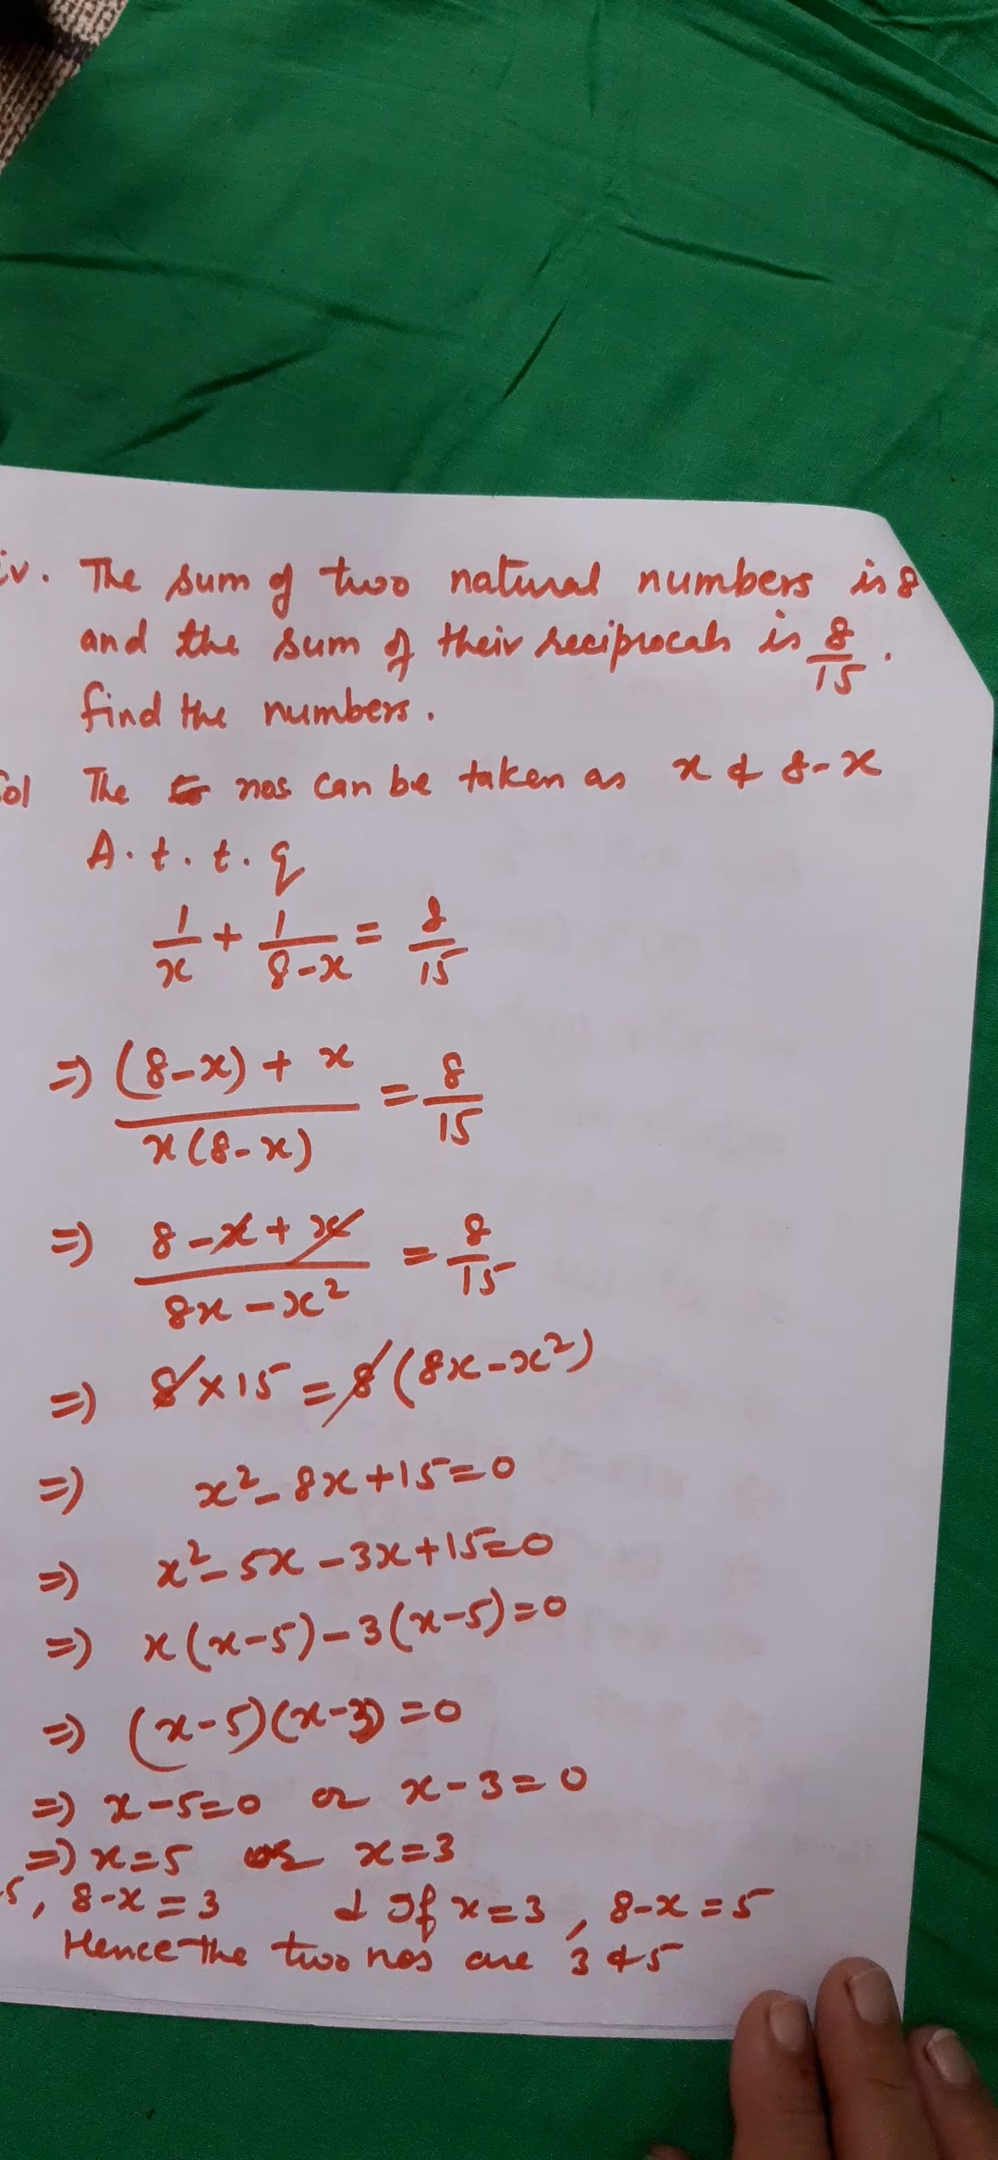 iv. The sum of two natural numbers is 8
and the sum of their reciprocals is 8/15.
find the numbers.
Sol The nos. can be taken as x & 8-x
A.t.t.q
1/x + 1/(8-x) = 8/15
=> ((8-x) + x)/(x(8-x)) = 8/15
=> (8-x+x)/(8x-x²) = 8/15
=> 8×15 = 8(8x-x²)
=> x²-8x+15=0
=> x²-5x-3x+15=0
=> x(x-5)-3(x-5)=0
=> (x-5)(x-3)=0
=> x-5=0 or x-3=0
=> x=5 or x=3
5, 8-x=3 & If x=3, 8-x=5
Hence the two nos are 3 & 5